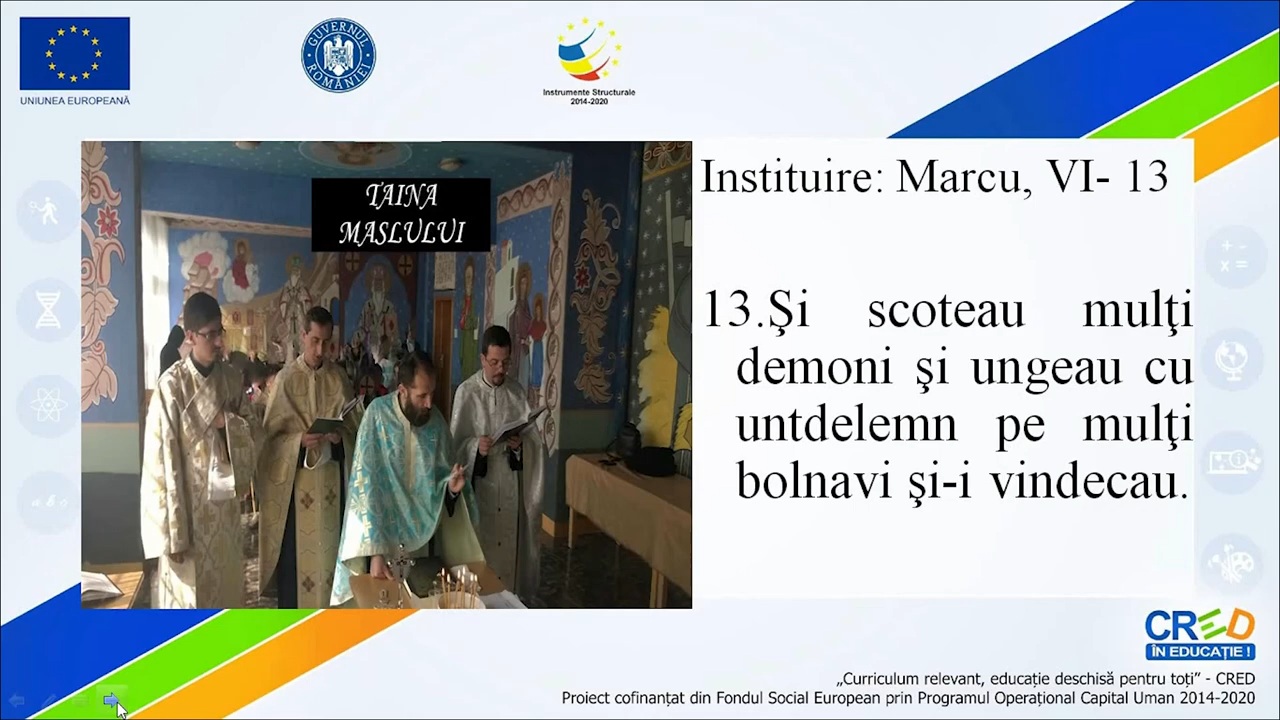 UNIUNEA EUROPEANĂ
GUVERNUL ROMÂNIEI
Instrumente Structurale
2014-2020
TAINA
MASLULUI
Instituire: Marcu, VI- 13
13.Şi scoteau mulţi
demoni şi ungeau cu
untdelemn pe mulţi
bolnavi şi-i vindecau.
a b c
CRED
ÎN EDUCAȚIE !
„Curriculum relevant, educație deschisă pentru toți” - CRED
Proiect cofinanțat din Fondul Social European prin Programul Operațional Capital Uman 2014-2020